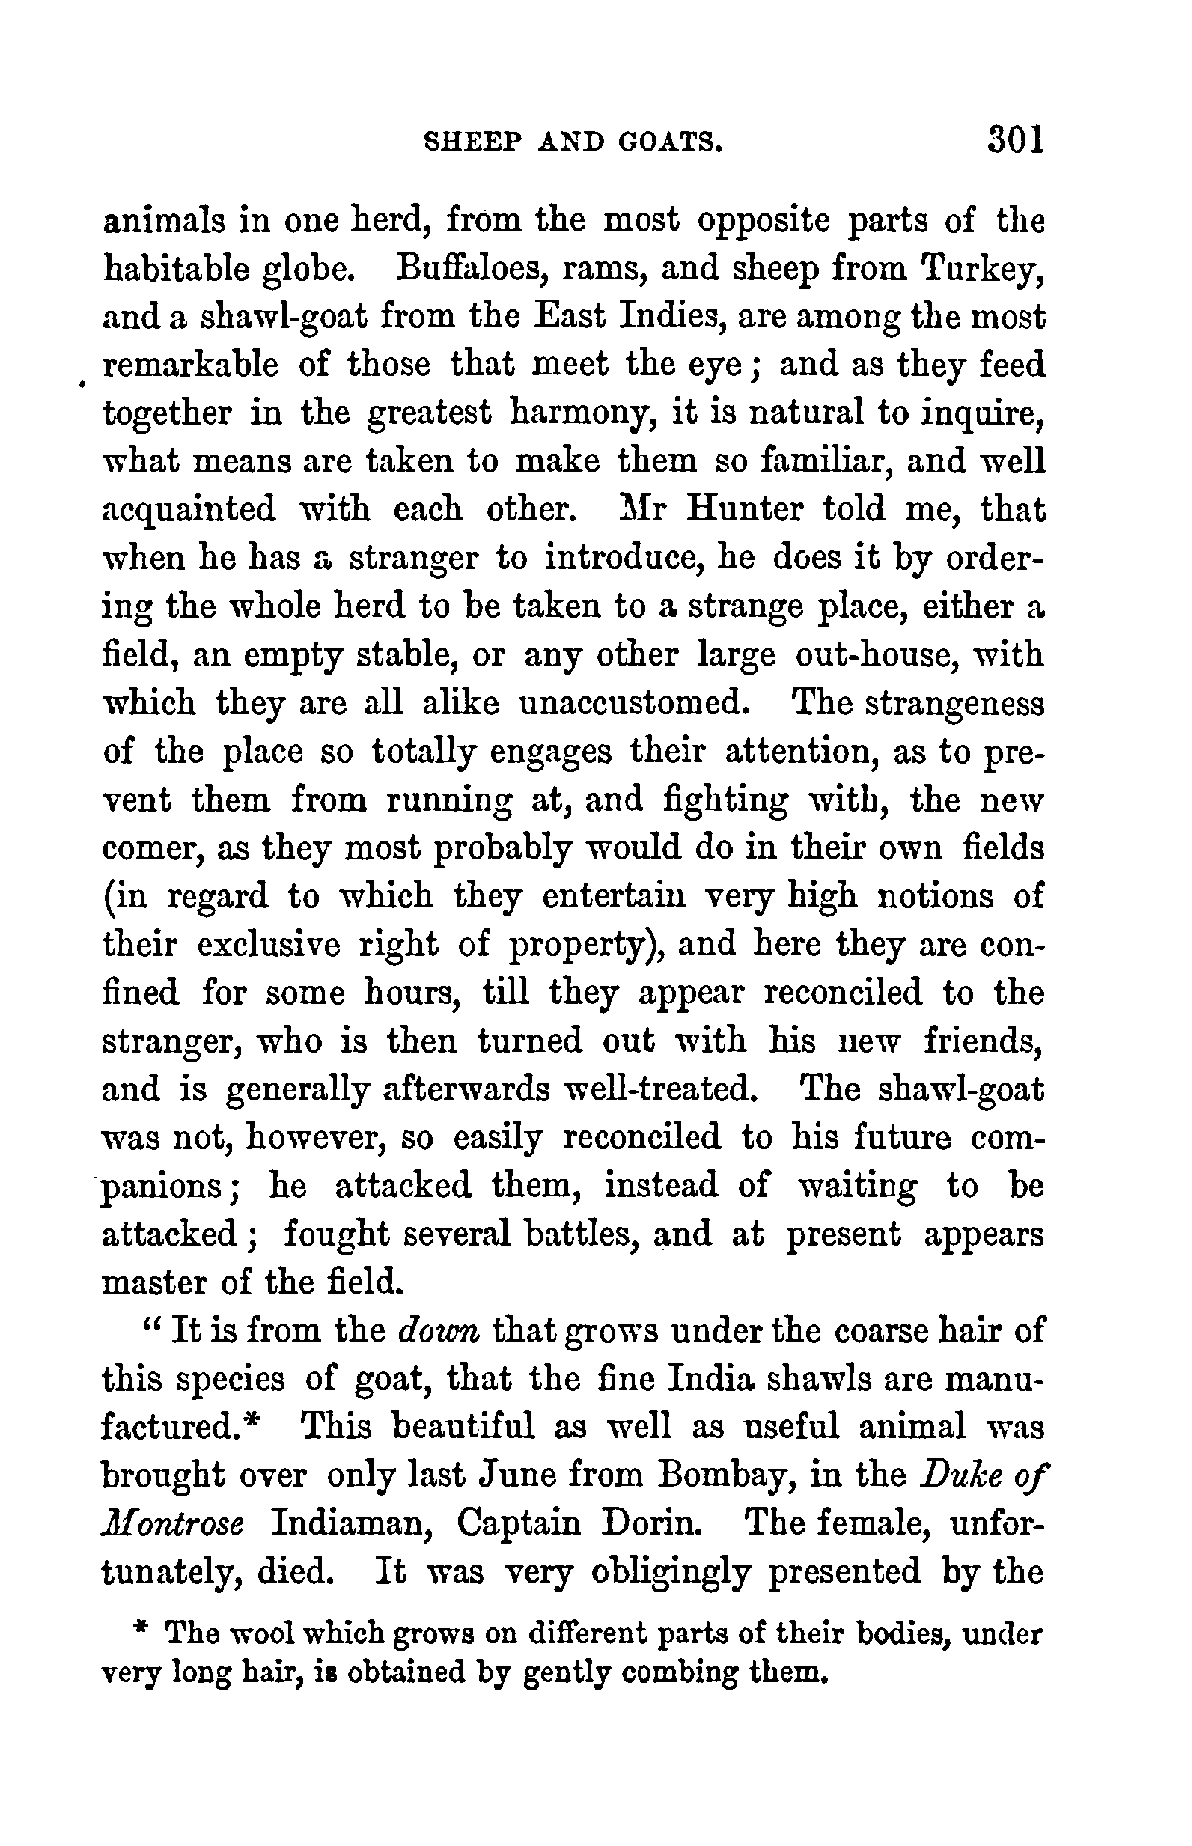 SHEEP AND GOATS. 301
animals in one herd, from the most opposite parts of the
habitable globe. Buffaloes, rams, and sheep from Turkey,
and a shawl-goat from the East Indies, are among the most
remarkable of those that meet the eye; and as they feed
together in the greatest harmony, it is natural to inquire,
what means are taken to make them so familiar, and well
acquainted with each other. Mr Hunter told me, that
when he has a stranger to introduce, he does it by order-
ing the whole herd to be taken to a strange place, either a
field, an empty stable, or any other large out-house, with
which they are all alike unaccustomed. The strangeness
of the place so totally engages their attention, as to pre-
vent them from running at, and fighting with, the new
comer, as they most probably would do in their own fields
(in regard to which they entertain very high notions of
their exclusive right of property), and here they are con-
fined for some hours, till they appear reconciled to the
stranger, who is then turned out with his new friends,
and is generally afterwards well-treated. The shawl-goat
was not, however, so easily reconciled to his future com-
panions; he attacked them, instead of waiting to be
attacked; fought several battles, and at present appears
master of the field.
“It is from the down that grows under the coarse hair of
this species of goat, that the fine India shawls are manu-
factured.* This beautiful as well as useful animal was
brought over only last June from Bombay, in the Duke of
Montrose Indiaman, Captain Dorin. The female, unfor-
tunately, died. It was very obligingly presented by the
* The wool which grows on different parts of their bodies, under
very long hair, is obtained by gently combing them.